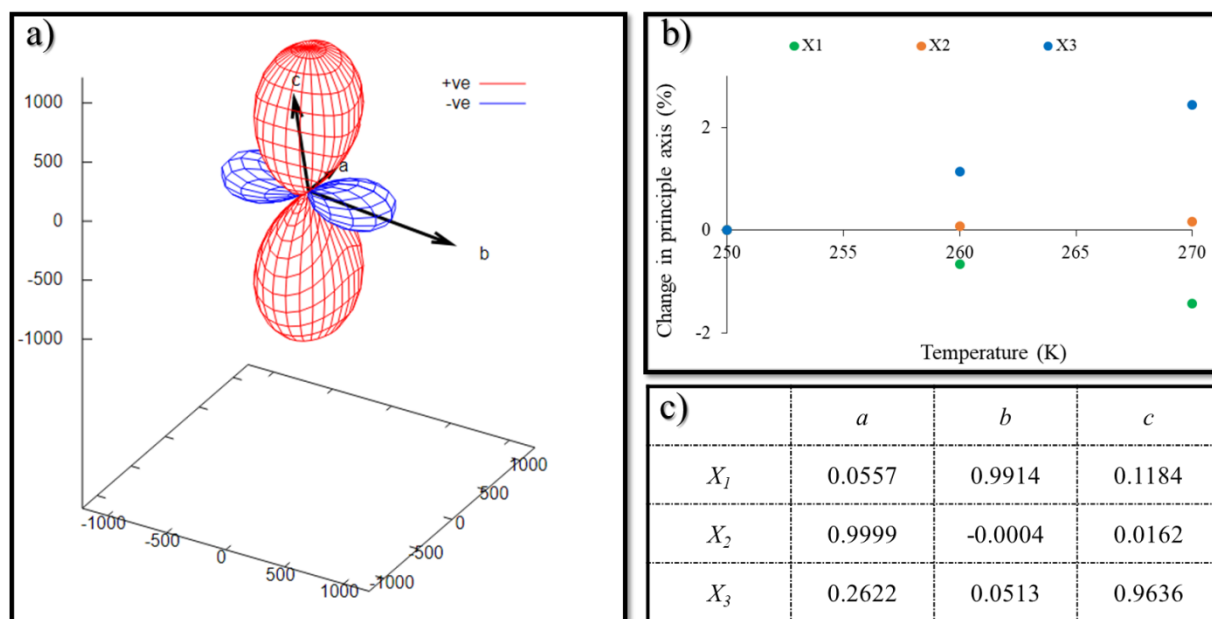 a)
c
a
b
+ve
-ve
1000
500
0
-500
-1000
-1000
-500
0
500
1000
-1000
-500
0
500
1000
b)
X1 X2 X3
Change in principle axis (%)
2
0
-2
250 255 260 265 270
Temperature (K)
c)
a b c
X1 0.0557 0.9914 0.1184
X2 0.9999 -0.0004 0.0162
X3 0.2622 0.0513 0.9636